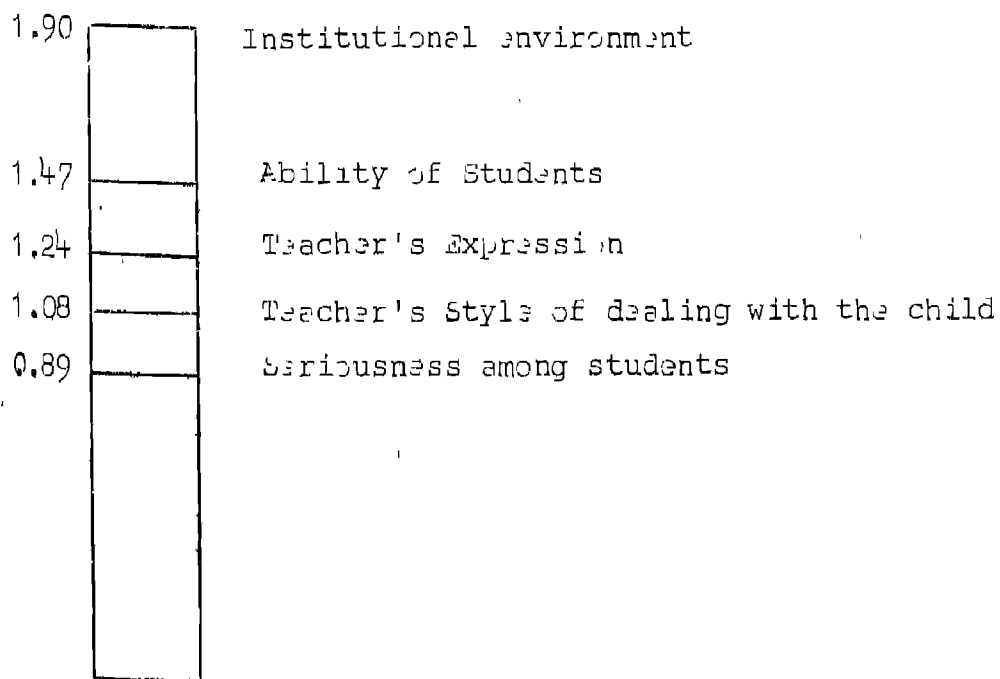 1.90 Institutional environment
1.47 Ability of Students
1.24 Teacher's Expression
1.08 Teacher's Style of dealing with the child
0.89 Seriousness among students